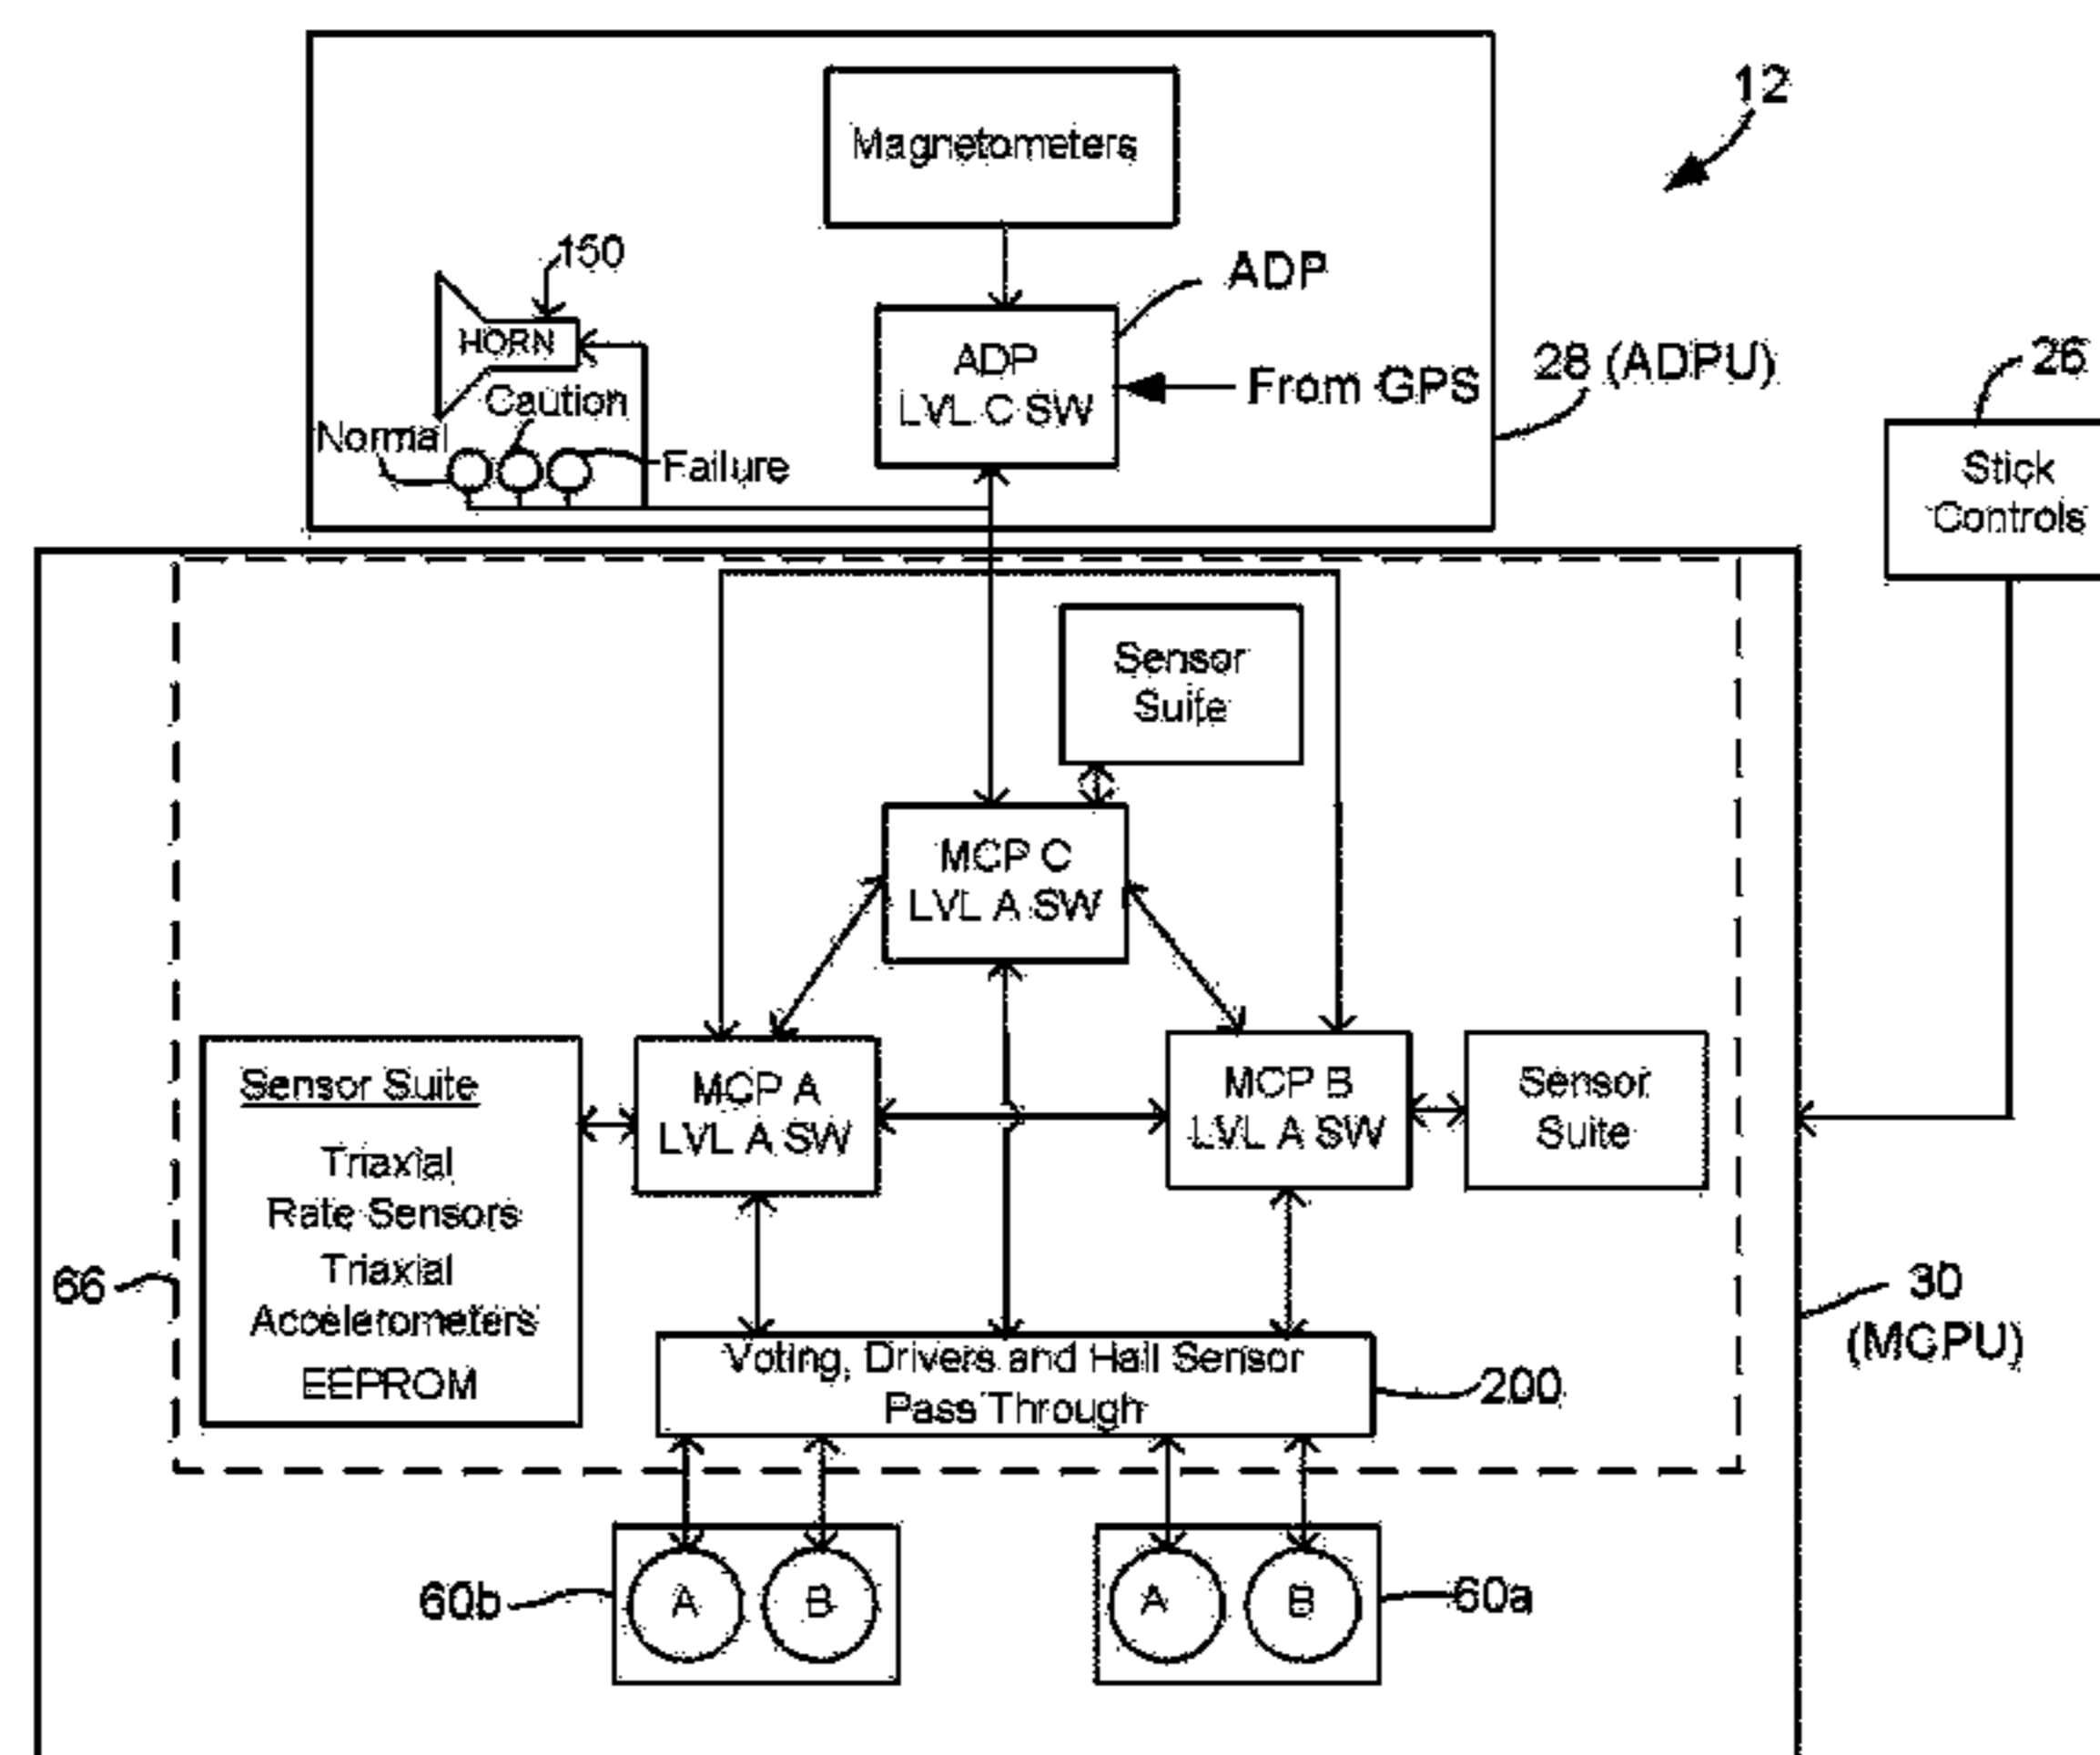 12
Magnetometers
150
ADP
HORN
ADP
LVL C SW
From GPS
28 (ADPU)
26
Caution
Normal
Failure
Stick
Controls
Sensor
Suite
MCP C
LVL A SW
Sensor Suite
Triaxial
Rate Sensors
Triaxial
Accelerometers
EEPROM
MCP A
LVL A SW
MCP B
LVL A SW
Sensor
Suite
66
30
(MCPU)
Voting, Drivers and Hall Sensor
Pass Through
200
60b
A
B
A
B
60a